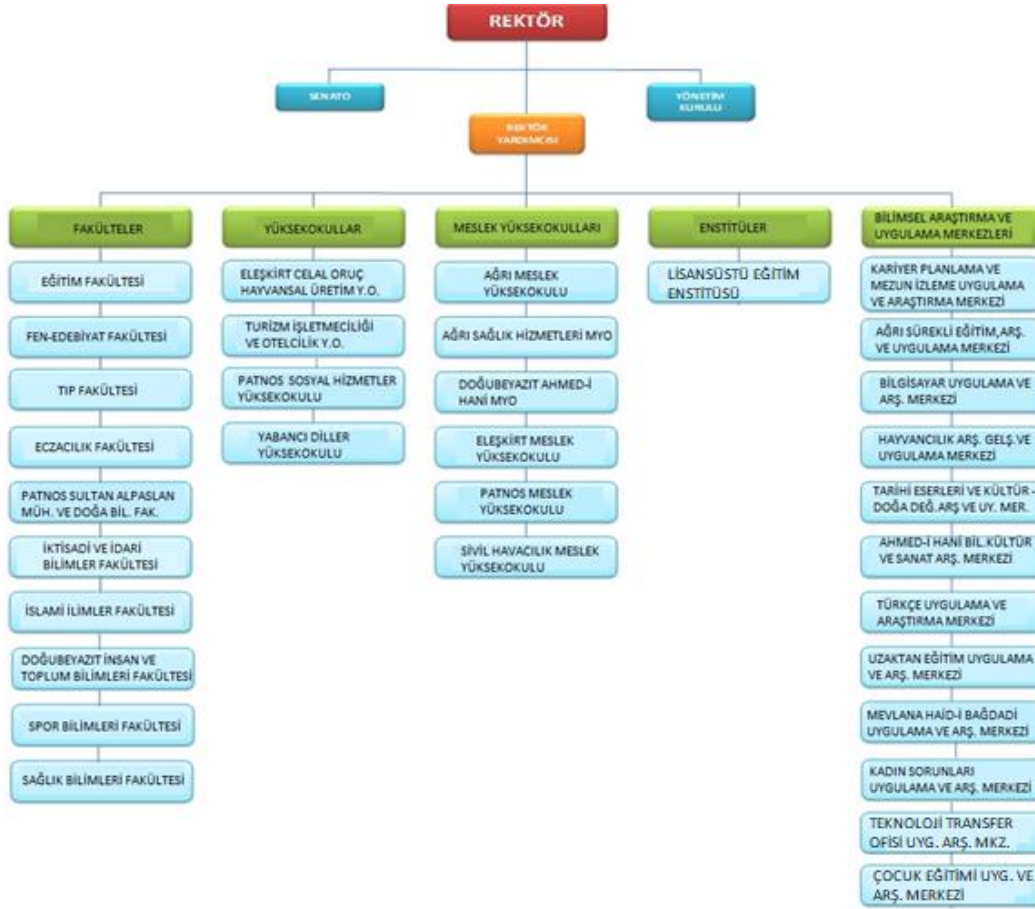 REKTÖR
SENATO
YÖNETİM
KURULU
REKTÖR
YARDIMCISI
FAKÜLTELER
EĞİTİM FAKÜLTESİ
FEN-EDEBİYAT FAKÜLTESİ
TIP FAKÜLTESİ
ECZACILIK FAKÜLTESİ
PATNOS SULTAN ALPASLAN
MÜH. VE DOĞA BİL. FAK.
İKTİSADİ VE İDARİ
BİLİMLER FAKÜLTESİ
İSLAMİ İLİMLER FAKÜLTESİ
DOĞUBEYAZIT İNSAN VE
TOPLUM BİLİMLERİ FAKÜLTESİ
SPOR BİLİMLERİ FAKÜLTESİ
SAĞLIK BİLİMLERİ FAKÜLTESİ
YÜKSEKOKULLAR
ELEŞKİRT CELAL ORUÇ
HAYVANSAL ÜRETİM Y.O.
TURİZM İŞLETMECİLİĞİ
VE OTELCİLİK Y.O.
PATNOS SOSYAL HİZMETLER
YÜKSEKOKULU
YABANCI DİLLER
YÜKSEKOKULU
MESLEK YÜKSEKOKULLARI
AĞRI MESLEK
YÜKSEKOKULU
AĞRI SAĞLIK HİZMETLERİ MYO
DOĞUBEYAZIT AHMED-İ
HANİ MYO
ELEŞKİRT MESLEK
YÜKSEKOKULU
PATNOS MESLEK
YÜKSEKOKULU
SİVİL HAVACILIK MESLEK
YÜKSEKOKULU
ENSTİTÜLER
LİSANSÜSTÜ EĞİTİM
ENSTİTÜSÜ
BİLİMSEL ARAŞTIRMA VE
UYGULAMA MERKEZLERİ
KARİYER PLANLAMA VE
MEZUN İZLEME UYGULAMA
VE ARAŞTIRMA MERKEZİ
AĞRI SÜREKLİ EĞİTİM,ARŞ.
VE UYGULAMA MERKEZİ
BİLGİSAYAR UYGULAMA VE
ARŞ. MERKEZİ
HAYVANCILIK ARŞ. GELŞ.VE
UYGULAMA MERKEZİ
TARİHİ ESERLERİ VE KÜLTÜR -
DOĞA DEĞ.ARŞ VE UY. MER.
AHMED-İ HANİ BİL.KÜLTÜR
VE SANAT ARŞ. MERKEZİ
TÜRKÇE UYGULAMA VE
ARAŞTIRMA MERKEZİ
UZAKTAN EĞİTİM UYGULAMA
VE ARŞ. MERKEZİ
MEVLANA HAİD-İ BAĞDADİ
UYGULAMA VE ARŞ. MERKEZİ
KADIN SORUNLARI
UYGULAMA VE ARŞ. MERKEZİ
TEKNOLOJİ TRANSFER
OFİSİ UYG. ARŞ. MKZ.
ÇOCUK EĞİTİMİ UYG. VE
ARŞ. MERKEZİ